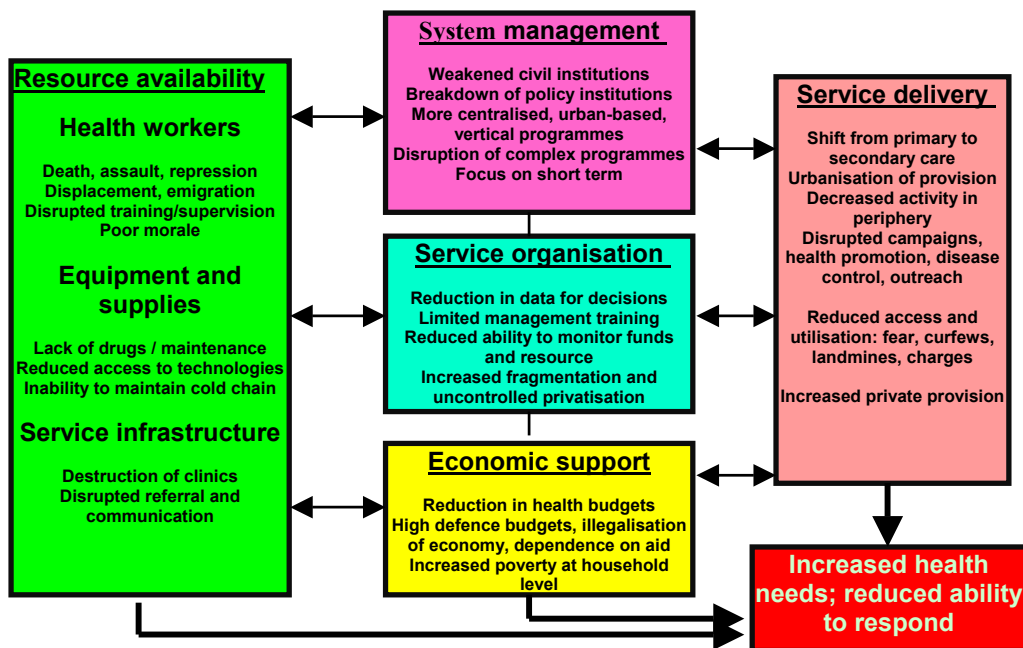 Resource availability
Health workers
Death, assault, repression
Displacement, emigration
Disrupted training/supervision
Poor morale
Equipment and
supplies
Lack of drugs / maintenance
Reduced access to technologies
Inability to maintain cold chain
Service infrastructure
Destruction of clinics
Disrupted referral and
communication
System management
Weakened civil institutions
Breakdown of policy institutions
More centralised, urban-based,
vertical programmes
Disruption of complex programmes
Focus on short term
Service organisation
Reduction in data for decisions
Limited management training
Reduced ability to monitor funds
and resource
Increased fragmentation and
uncontrolled privatisation
Economic support
Reduction in health budgets
High defence budgets, illegalisation
of economy, dependence on aid
Increased poverty at household
level
Service delivery
Shift from primary to
secondary care
Urbanisation of provision
Decreased activity in
periphery
Disrupted campaigns,
health promotion, disease
control, outreach
Reduced access and
utilisation: fear, curfews,
landmines, charges
Increased private provision
Increased health
needs; reduced ability
to respond